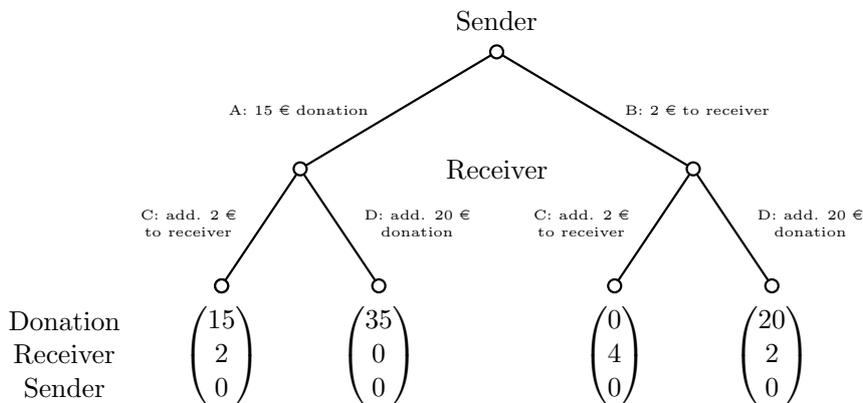 Sender
A: 15 € donation
B: 2 € to receiver
Receiver
C: add. 2 €
to receiver
D: add. 20 €
donation
C: add. 2 €
to receiver
D: add. 20 €
donation
Donation 15 35 0 20
Receiver 2 0 4 2
Sender 0 0 0 0